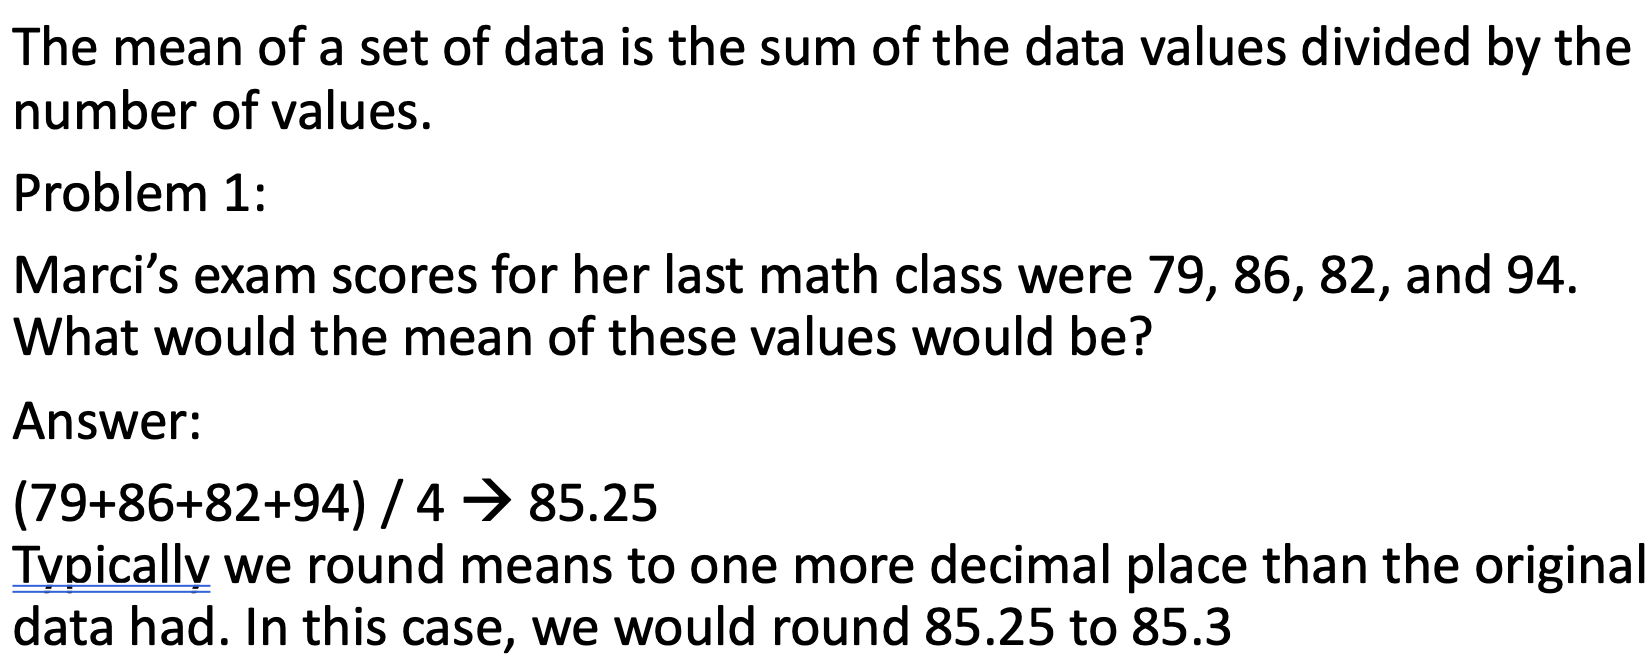 The mean of a set of data is the sum of the data values divided by the
number of values.
Problem 1:
Marci’s exam scores for her last math class were 79, 86, 82, and 94.
What would the mean of these values would be?
Answer:
(79+86+82+94) / 4 → 85.25
Typically we round means to one more decimal place than the original
data had. In this case, we would round 85.25 to 85.3